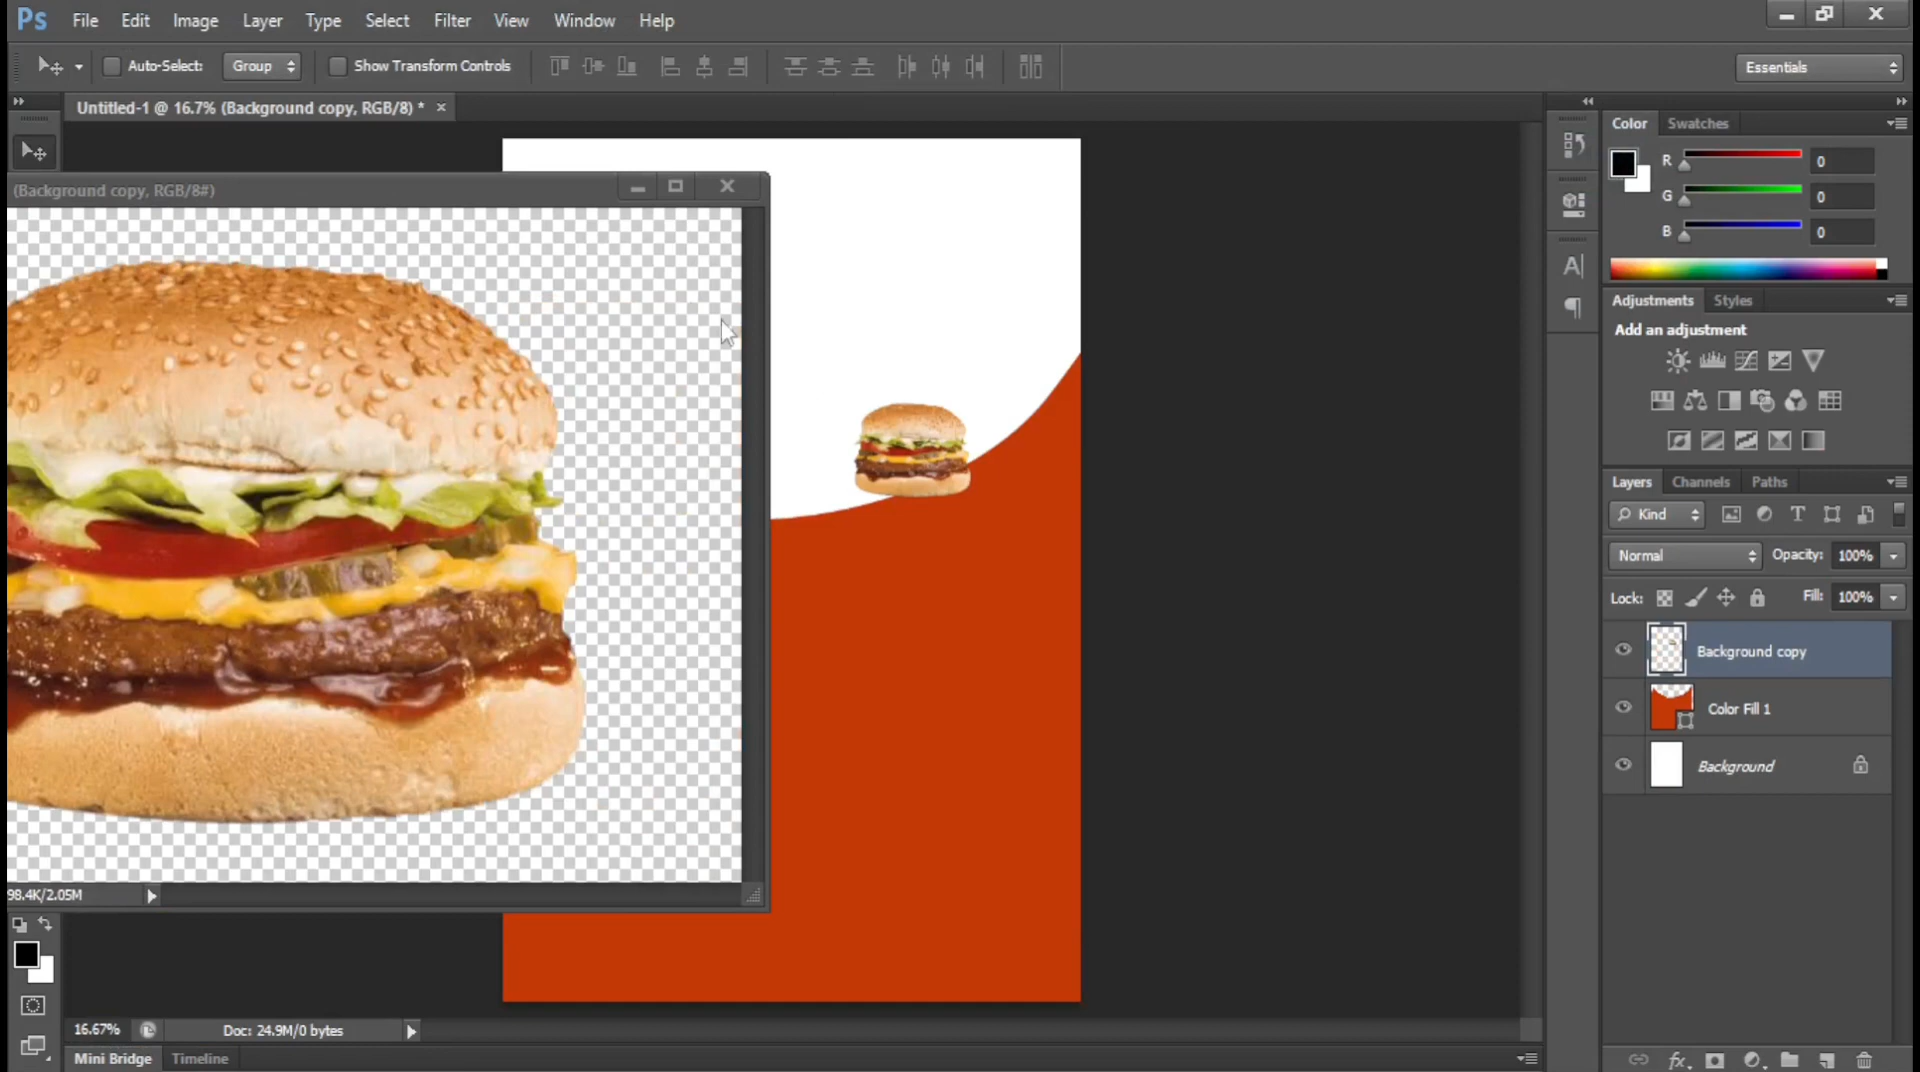 Ps File Edit Image Layer Type Select Filter View Window Help
Auto-Select: Group Show Transform Controls Essentials
Untitled-1 @ 16.7% (Background copy, RGB/8) * ×
(Background copy, RGB/8#)
Color Swatches
R 0
G 0
B 0
Adjustments Styles
Add an adjustment
Layers Channels Paths
Kind
Normal Opacity: 100%
Lock: Fill: 100%
Background copy
Color Fill 1
Background
98.4K/2.05M
16.67% Doc: 24.9M/0 bytes
Mini Bridge Timeline